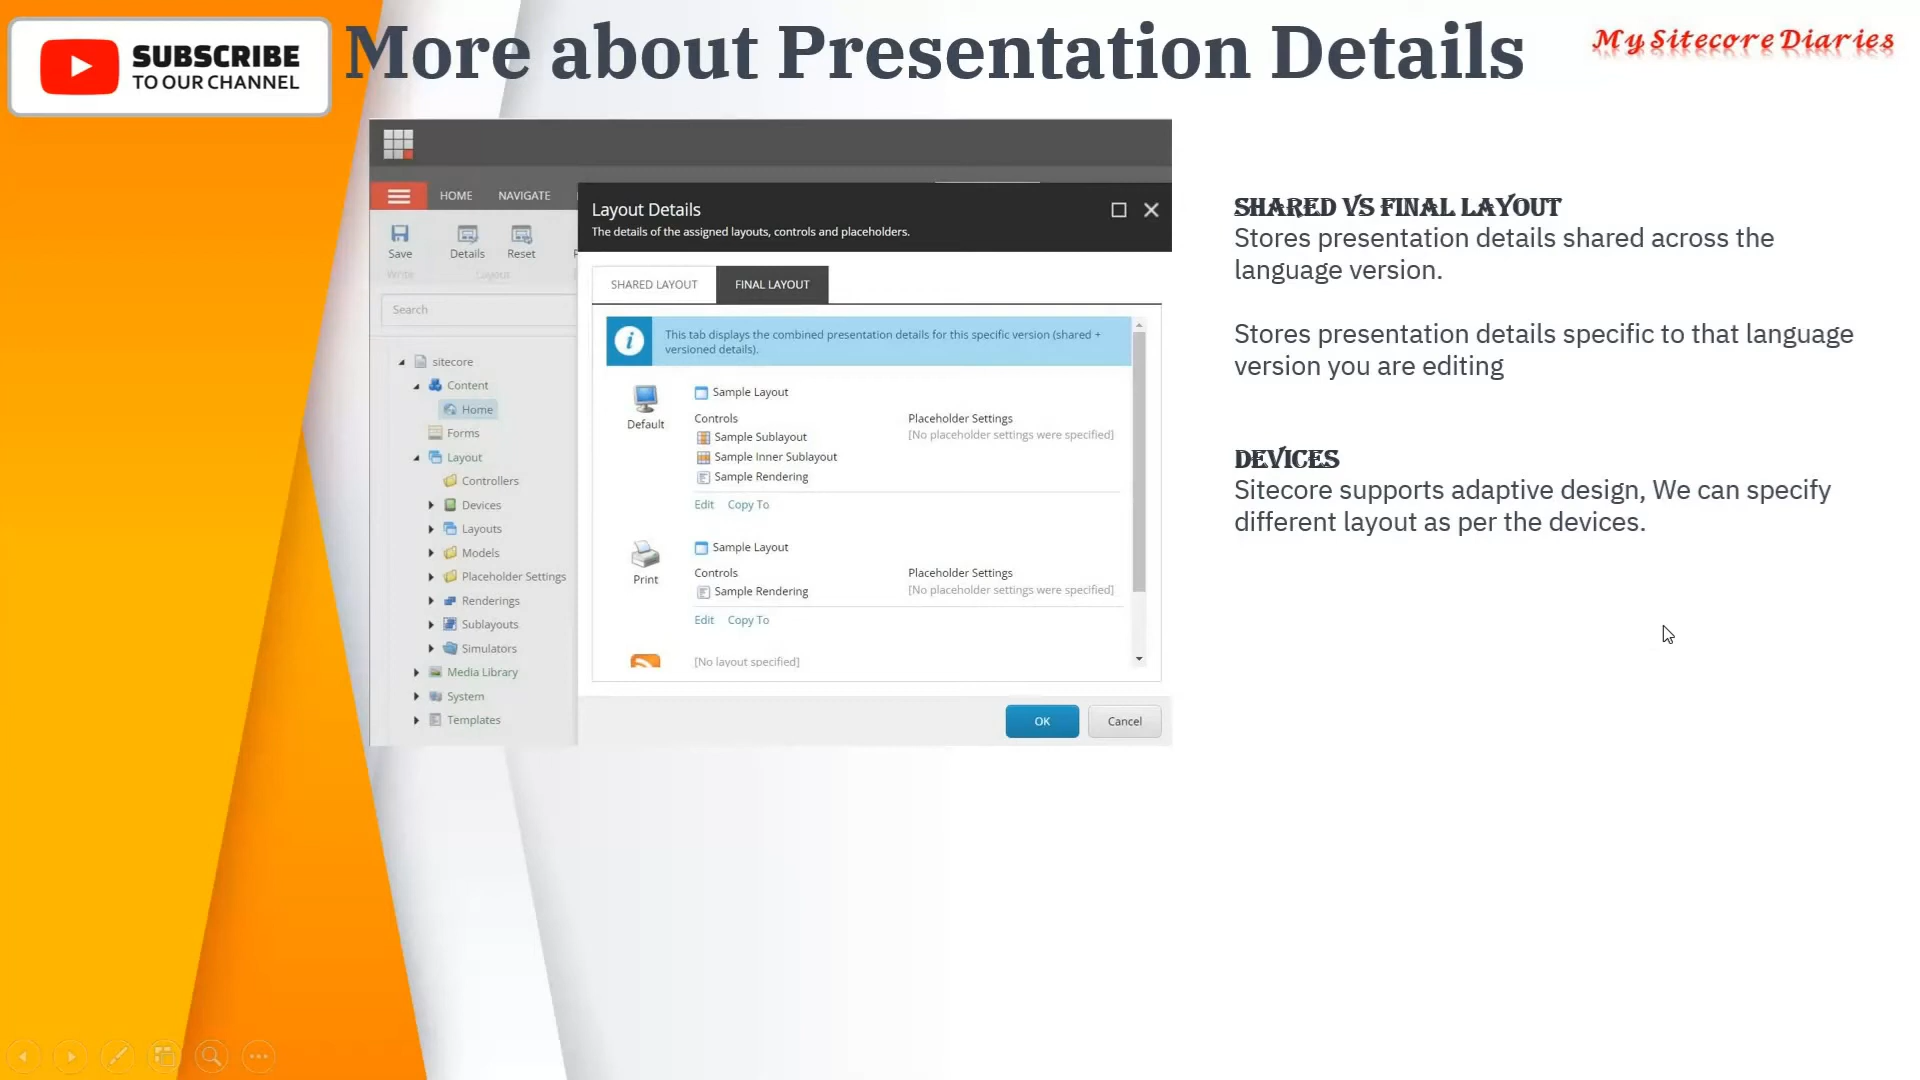 SUBSCRIBE
TO OUR CHANNEL
More about Presentation Details
My Sitecore Diaries
HOME
NAVIGATE
Save
Details
Reset
Write
Layout
Search
sitecore
Content
Home
Forms
Layout
Controllers
Devices
Layouts
Models
Placeholder Settings
Renderings
Sublayouts
Simulators
Media Library
System
Templates
Layout Details
The details of the assigned layouts, controls and placeholders.
SHARED LAYOUT
FINAL LAYOUT
This tab displays the combined presentation details for this specific version (shared +
versioned details).
Default
Sample Layout
Controls
Placeholder Settings
Sample Sublayout
[No placeholder settings were specified]
Sample Inner Sublayout
Sample Rendering
Edit
Copy To
Print
Sample Layout
Controls
Placeholder Settings
Sample Rendering
[No placeholder settings were specified]
Edit
Copy To
[No layout specified]
OK
Cancel
SHARED VS FINAL LAYOUT
Stores presentation details shared across the
language version.
Stores presentation details specific to that language
version you are editing
DEVICES
Sitecore supports adaptive design, We can specify
different layout as per the devices.